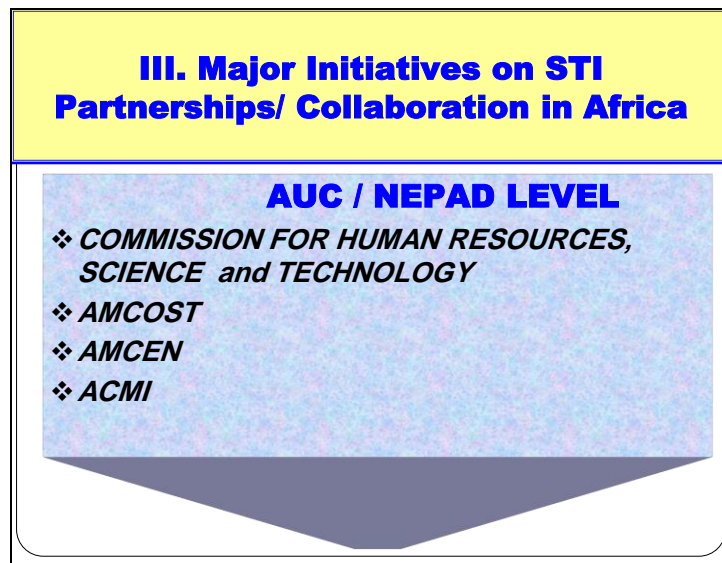 III. Major Initiatives on STI
Partnerships/ Collaboration in Africa
AUC / NEPAD LEVEL
❖ COMMISSION FOR HUMAN RESOURCES,
SCIENCE and TECHNOLOGY
❖ AMCOST
❖ AMCEN
❖ ACMI